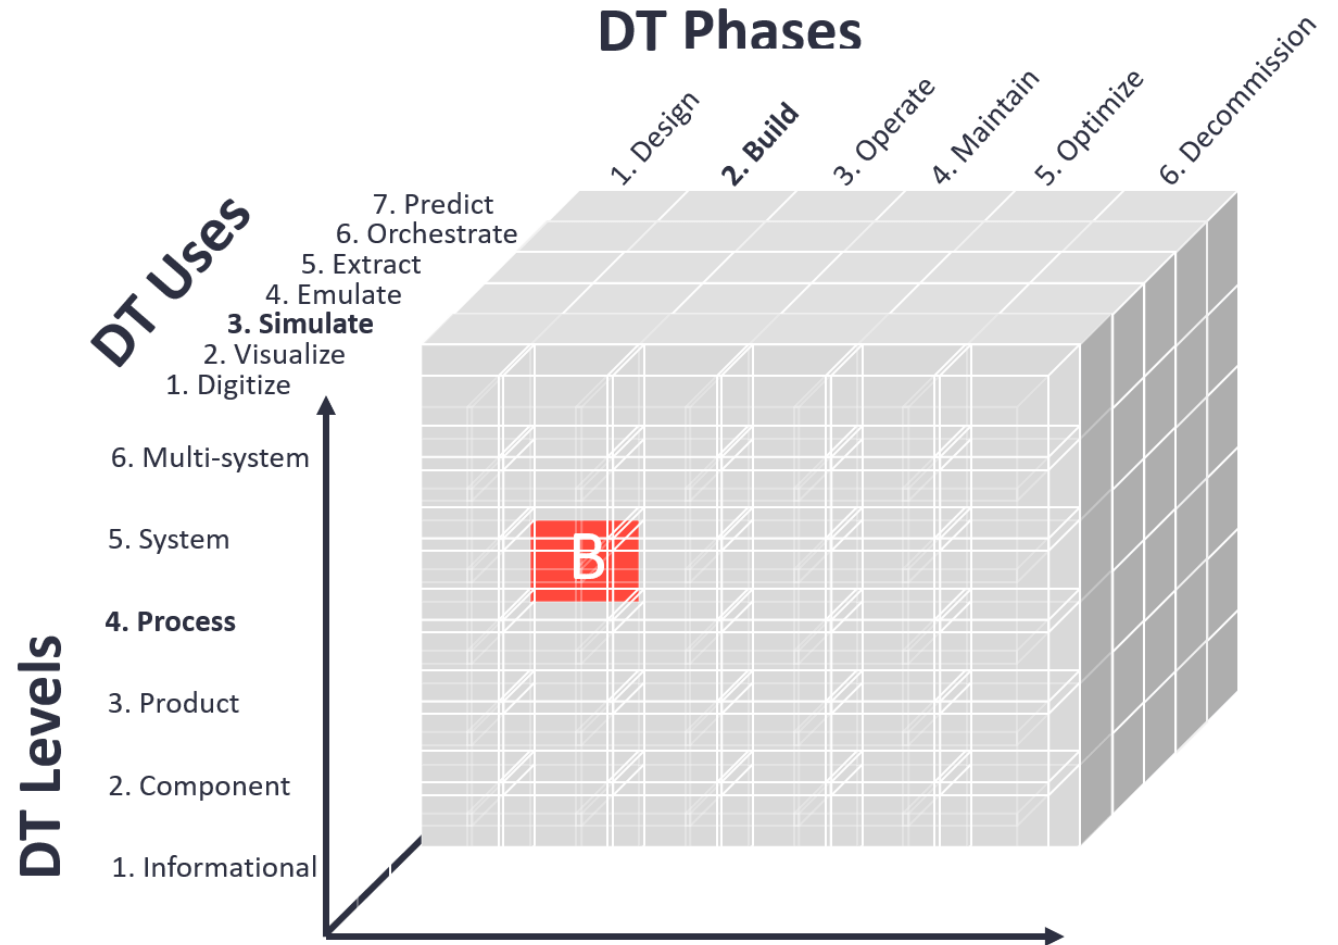 DT Phases
1. Design
2. Build
3. Operate
4. Maintain
5. Optimize
6. Decommission
DT Uses
7. Predict
6. Orchestrate
5. Extract
4. Emulate
3. Simulate
2. Visualize
1. Digitize
DT Levels
6. Multi-system
5. System
4. Process
3. Product
2. Component
1. Informational
B